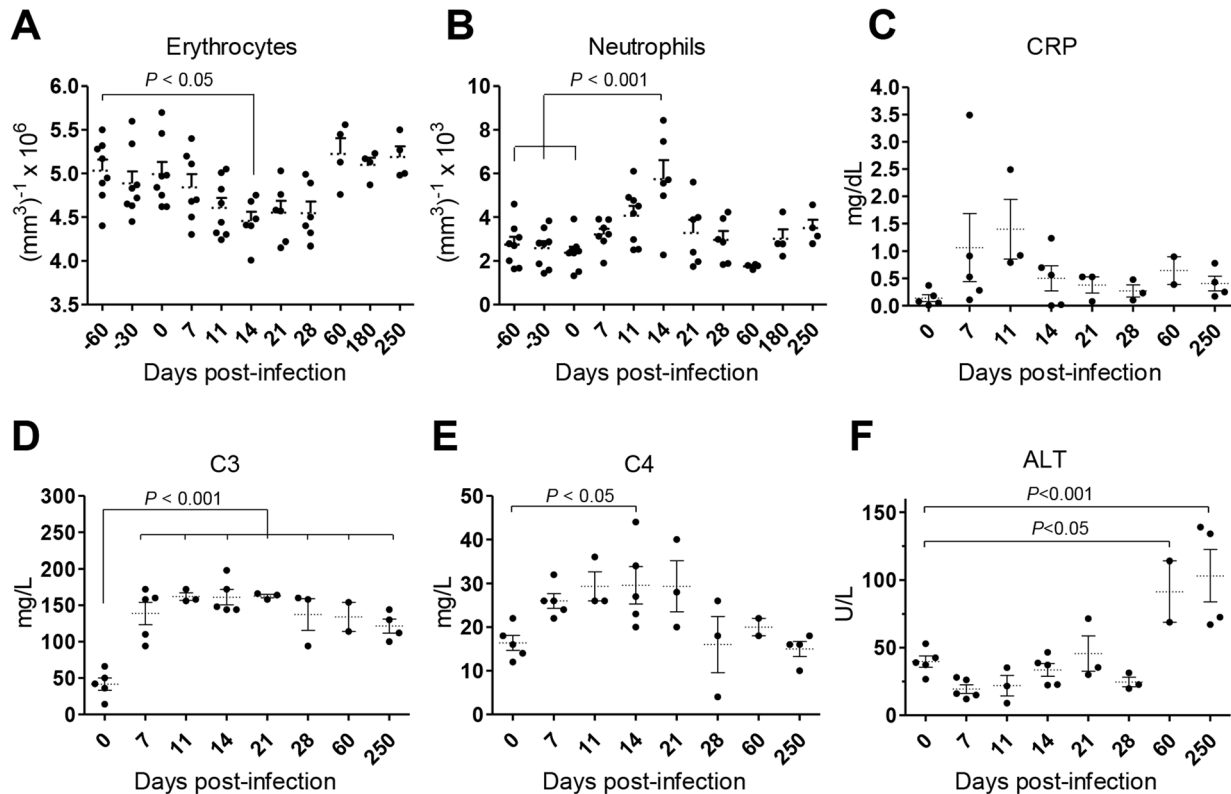 A
Erythrocytes
P < 0.05
6.0
5.5
5.0
4.5
4.0
3.5
(mm³)⁻¹ x 10⁶
-60 -30 0 7 11 14 21 28 60 180 250
Days post-infection
B
Neutrophils
P < 0.001
10
8
6
4
2
0
(mm³)⁻¹ x 10³
-60 -30 0 7 11 14 21 28 60 180 250
Days post-infection
C
CRP
4.0
3.5
3.0
2.5
2.0
1.5
1.0
0.5
0.0
mg/dL
0 7 11 14 21 28 60 250
Days post-infection
D
C3
P < 0.001
300
250
200
150
100
50
0
mg/L
0 7 11 14 21 28 60 250
Days post-infection
E
C4
P < 0.05
50
40
30
20
10
0
mg/L
0 7 11 14 21 28 60 250
Days post-infection
F
ALT
P<0.001
P<0.05
150
100
50
0
U/L
0 7 11 14 21 28 60 250
Days post-infection